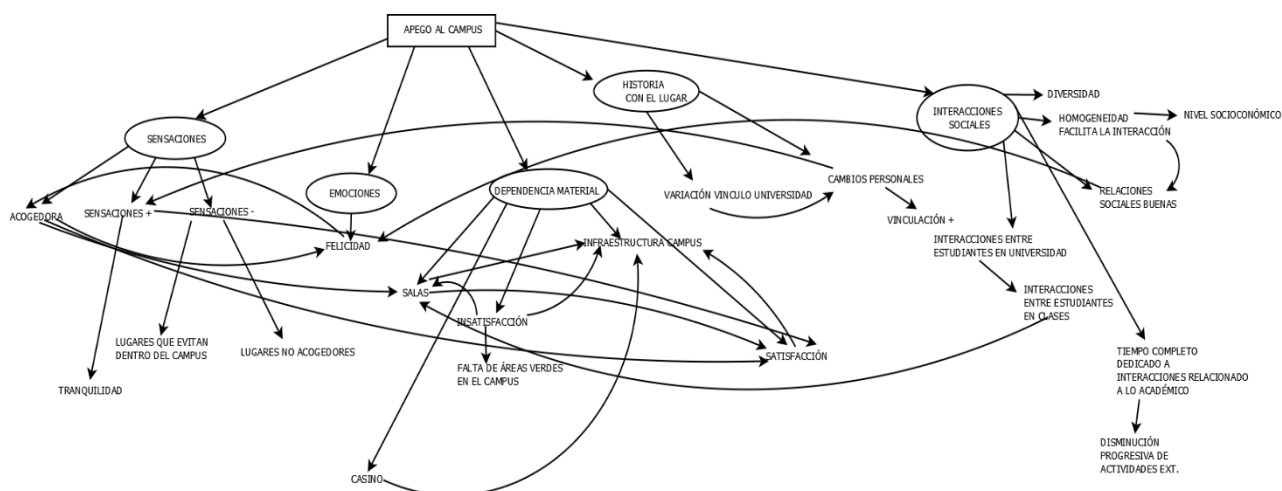 APEGO AL CAMPUS
HISTORIA
CON EL LUGAR
DIVERSIDAD
INTERACCIONES
SOCIALES
HOMOGENEIDAD
FACILITA LA INTERACCIÓN
NIVEL SOCIOCONÓMICO
SENSACIONES
EMOCIONES
DEPENDENCIA MATERIAL
VARIACIÓN VINCULO UNIVERSIDAD
CAMBIOS PERSONALES
RELACIONES
SOCIALES BUENAS
ACOGEDORA
SENSACIONES +
SENSACIONES -
VINCULACIÓN +
FELICIDAD
INFRAESTRUCTURA CAMPUS
INTERACCIONES ENTRE
ESTUDIANTES EN UNIVERSIDAD
SALAS
INTERACCIONES
ENTRE ESTUDIANTES
EN CLASES
INSATISFACCIÓN
LUGARES QUE EVITAN
DENTRO DEL CAMPUS
LUGARES NO ACOGEDORES
SATISFACCIÓN
FALTA DE ÁREAS VERDES
EN EL CAMPUS
TIEMPO COMPLETO
DEDICADO A
INTERACCIONES RELACIONADO
A LO ACADÉMICO
TRANQUILIDAD
DISMINUCIÓN
PROGRESIVA DE
ACTIVIDADES EXT.
CASINO